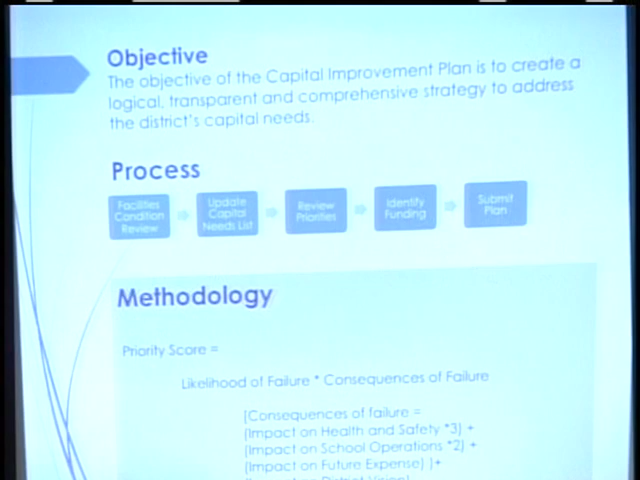 Objective
The objective of the Capital Improvement Plan is to create a
logical, transparent and comprehensive strategy to address
the district's capital needs.
Process
Facilities
Condition
Review
Update
Capital
Needs List
Review
Priorities
Identify
Funding
Submit
Plan
Methodology
Priority Score =
Likelihood of Failure * Consequences of Failure
[Consequences of failure =
(Impact on Health and Safety *3) +
(Impact on School Operations *2) +
(Impact on Future Expense) ]+